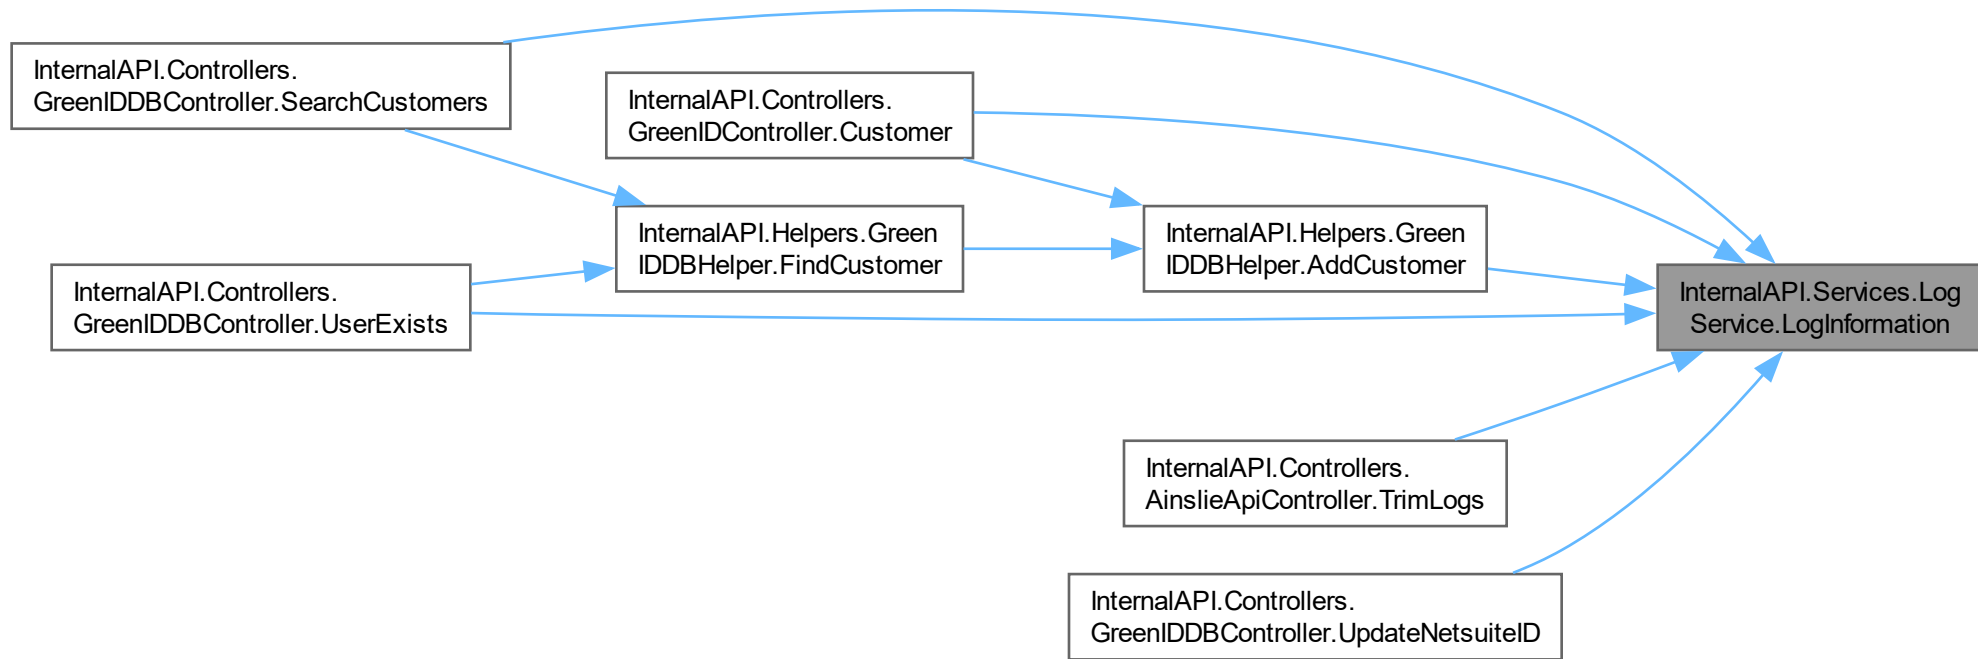 InternalAPI.Controllers.
GreenIDDBController.SearchCustomers
InternalAPI.Controllers.
GreenIDController.Customer
InternalAPI.Helpers.Green
IDDBHelper.FindCustomer
InternalAPI.Helpers.Green
IDDBHelper.AddCustomer
InternalAPI.Controllers.
GreenIDDBController.UserExists
InternalAPI.Services.Log
Service.LogInformation
InternalAPI.Controllers.
AinslieApiController.TrimLogs
InternalAPI.Controllers.
GreenIDDBController.UpdateNetsuiteID